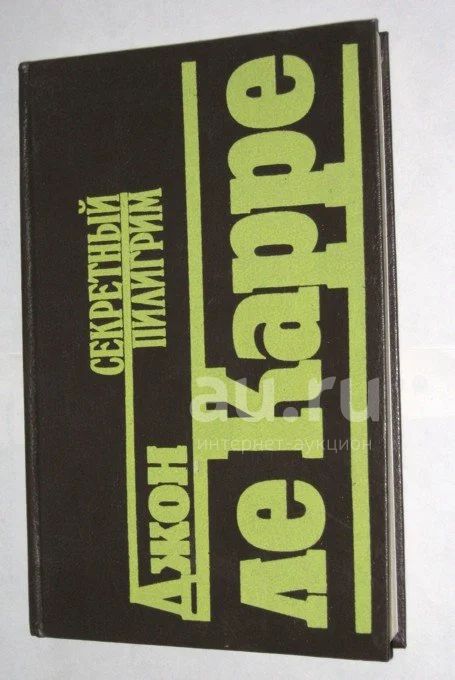 СЕКРЕТНЫЙ
ПИЛИГРИМ
Джон
ле Карре
au.ru
интернет-аукцион